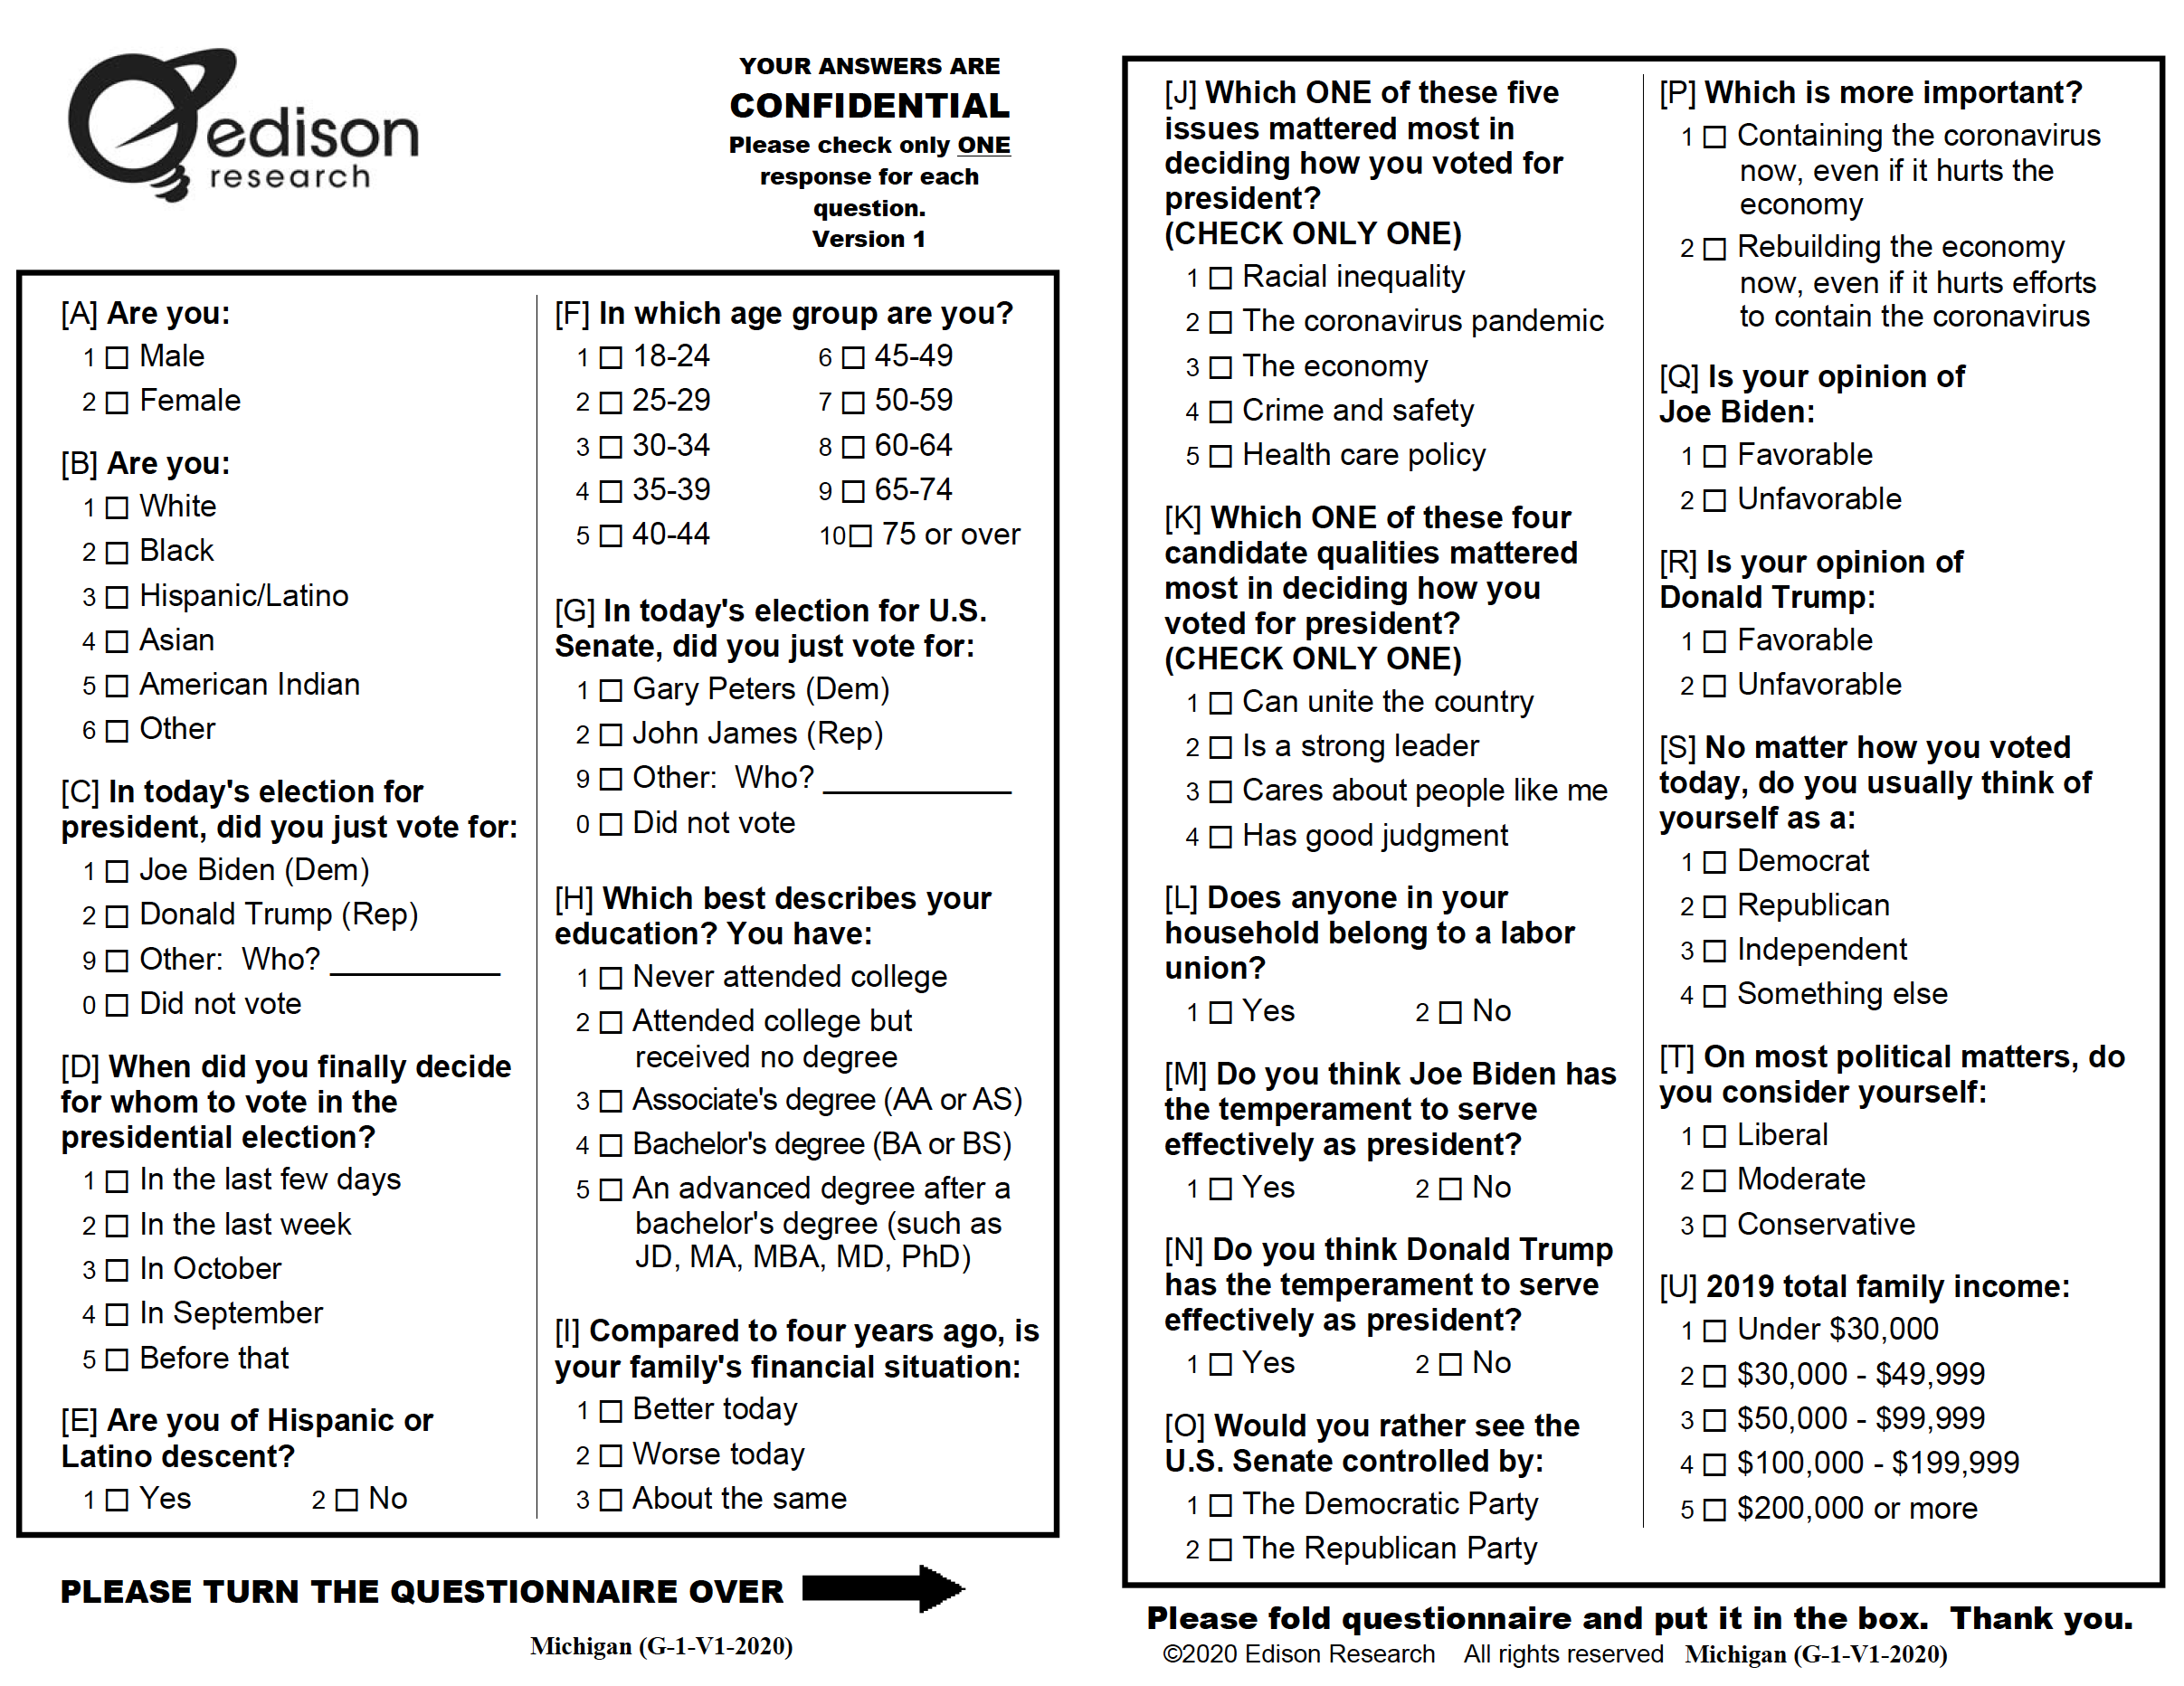 edison
research
YOUR ANSWERS ARE
CONFIDENTIAL
Please check only ONE
response for each
question.
Version 1
[A] Are you:
1 □ Male
2 □ Female
[B] Are you:
1 □ White
2 □ Black
3 □ Hispanic/Latino
4 □ Asian
5 □ American Indian
6 □ Other
[C] In today's election for
president, did you just vote for:
1 □ Joe Biden (Dem)
2 □ Donald Trump (Rep)
9 □ Other: Who? __________
0 □ Did not vote
[D] When did you finally decide
for whom to vote in the
presidential election?
1 □ In the last few days
2 □ In the last week
3 □ In October
4 □ In September
5 □ Before that
[E] Are you of Hispanic or
Latino descent?
1 □ Yes 2 □ No
[F] In which age group are you?
1 □ 18-24 6 □ 45-49
2 □ 25-29 7 □ 50-59
3 □ 30-34 8 □ 60-64
4 □ 35-39 9 □ 65-74
5 □ 40-44 10 □ 75 or over
[G] In today's election for U.S.
Senate, did you just vote for:
1 □ Gary Peters (Dem)
2 □ John James (Rep)
9 □ Other: Who? ___________
0 □ Did not vote
[H] Which best describes your
education? You have:
1 □ Never attended college
2 □ Attended college but
received no degree
3 □ Associate's degree (AA or AS)
4 □ Bachelor's degree (BA or BS)
5 □ An advanced degree after a
bachelor's degree (such as
JD, MA, MBA, MD, PhD)
[I] Compared to four years ago, is
your family's financial situation:
1 □ Better today
2 □ Worse today
3 □ About the same
PLEASE TURN THE QUESTIONNAIRE OVER
Michigan (G-1-V1-2020)
[J] Which ONE of these five
issues mattered most in
deciding how you voted for
president?
(CHECK ONLY ONE)
1 □ Racial inequality
2 □ The coronavirus pandemic
3 □ The economy
4 □ Crime and safety
5 □ Health care policy
[K] Which ONE of these four
candidate qualities mattered
most in deciding how you
voted for president?
(CHECK ONLY ONE)
1 □ Can unite the country
2 □ Is a strong leader
3 □ Cares about people like me
4 □ Has good judgment
[L] Does anyone in your
household belong to a labor
union?
1 □ Yes 2 □ No
[M] Do you think Joe Biden has
the temperament to serve
effectively as president?
1 □ Yes 2 □ No
[N] Do you think Donald Trump
has the temperament to serve
effectively as president?
1 □ Yes 2 □ No
[O] Would you rather see the
U.S. Senate controlled by:
1 □ The Democratic Party
2 □ The Republican Party
[P] Which is more important?
1 □ Containing the coronavirus
now, even if it hurts the
economy
2 □ Rebuilding the economy
now, even if it hurts efforts
to contain the coronavirus
[Q] Is your opinion of
Joe Biden:
1 □ Favorable
2 □ Unfavorable
[R] Is your opinion of
Donald Trump:
1 □ Favorable
2 □ Unfavorable
[S] No matter how you voted
today, do you usually think of
yourself as a:
1 □ Democrat
2 □ Republican
3 □ Independent
4 □ Something else
[T] On most political matters, do
you consider yourself:
1 □ Liberal
2 □ Moderate
3 □ Conservative
[U] 2019 total family income:
1 □ Under $30,000
2 □ $30,000 - $49,999
3 □ $50,000 - $99,999
4 □ $100,000 - $199,999
5 □ $200,000 or more
Please fold questionnaire and put it in the box. Thank you.
©2020 Edison Research All rights reserved Michigan (G-1-V1-2020)